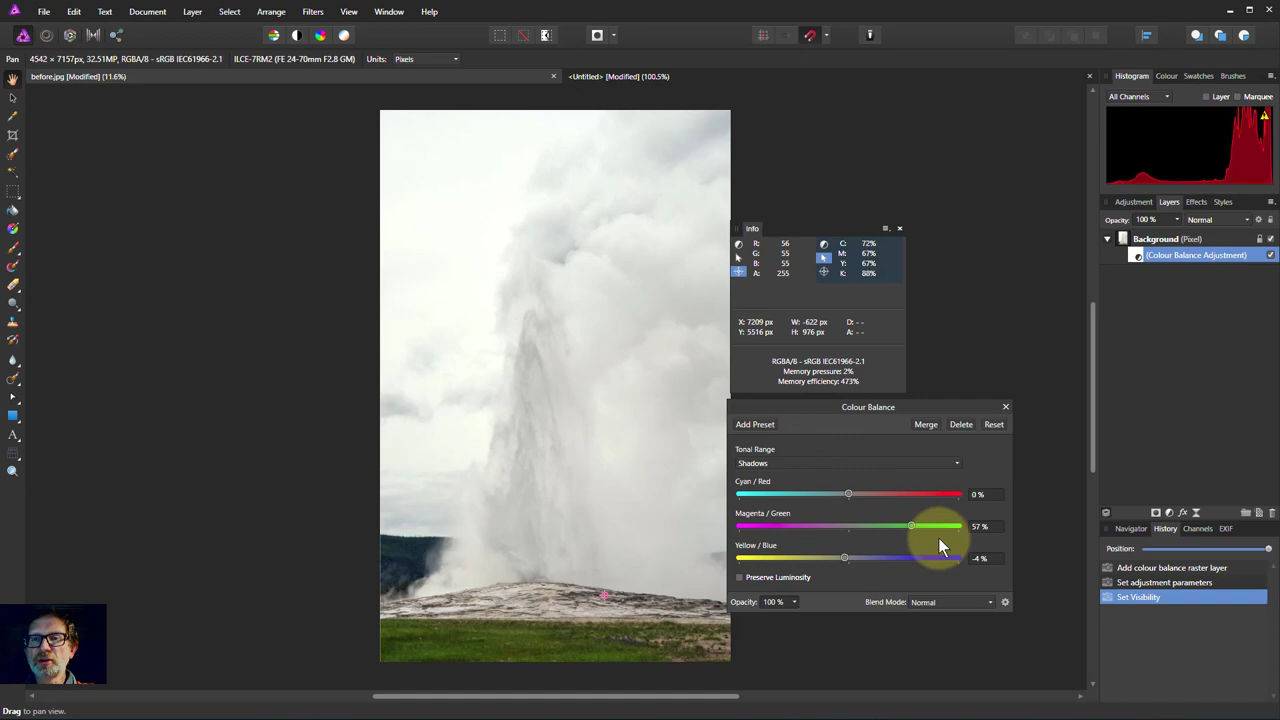 File Edit Text Document Layer Select Arrange Filters View Window Help
Pan 4542 × 7157px, 32.51MP, RGBA/8 - sRGB IEC61966-2.1 ILCE-7RM2 (FE 24-70mm F2.8 GM) Units: Pixels
before.jpg [Modified] (11.6%)
<Untitled> [Modified] (100.5%)
Histogram Colour Swatches Brushes
All Channels Layer Marquee
Adjustment Layers Effects Styles
Opacity: 100 % Normal
Background (Pixel)
(Colour Balance Adjustment)
Info
R: 56 C: 72%
G: 55 M: 67%
B: 55 Y: 67%
A: 255 K: 88%
X: 7209 px W: -622 px D: - -
Y: 5516 px H: 976 px A: - -
RGBA/8 - sRGB IEC61966-2.1
Memory pressure: 2%
Memory efficiency: 473%
Colour Balance
Add Preset Merge Delete Reset
Tonal Range
Shadows
Cyan / Red
0 %
Magenta / Green
57 %
Yellow / Blue
-4 %
Preserve Luminosity
Opacity: 100 % Blend Mode: Normal
Navigator History Channels EXIF
Position:
Add colour balance raster layer
Set adjustment parameters
Set Visibility
Drag to pan view.